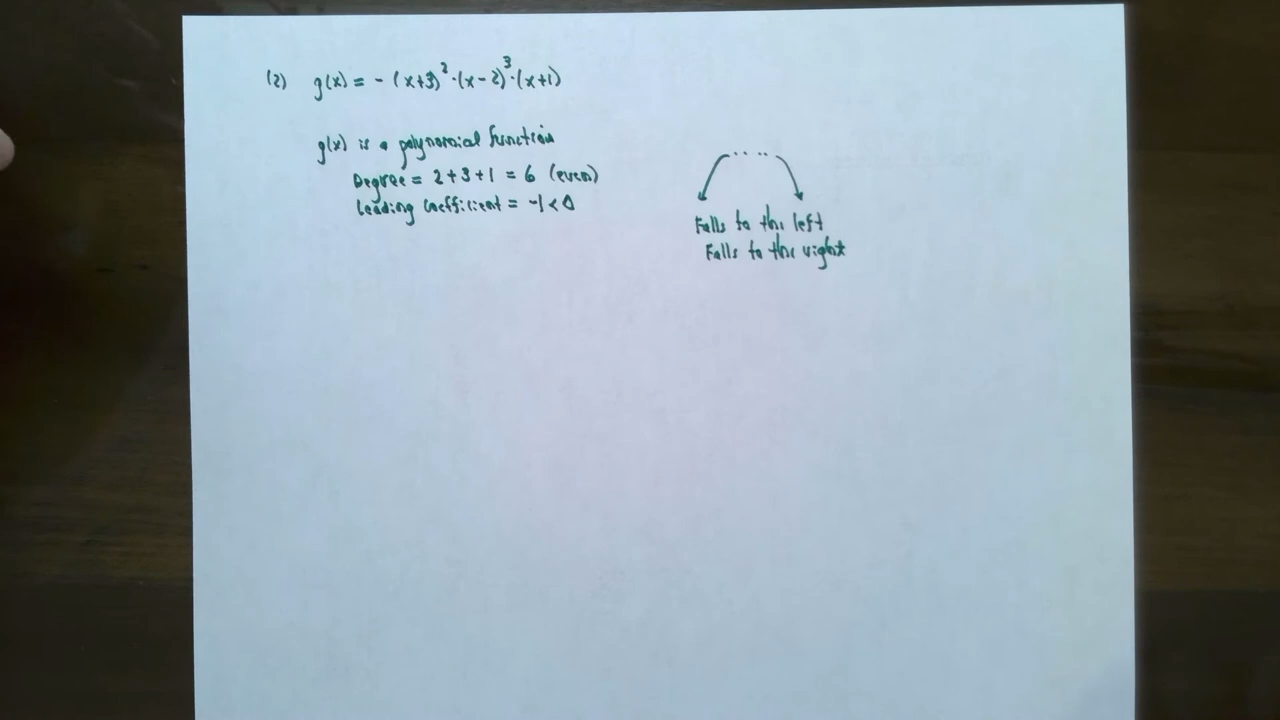 (2) g(x) = - (x+3)²·(x-2)³·(x+1)
g(x) is a polynomial function
Degree = 2+3+1 = 6 (even)
Leading Coefficient = -1 < 0
Falls to the left
Falls to the right